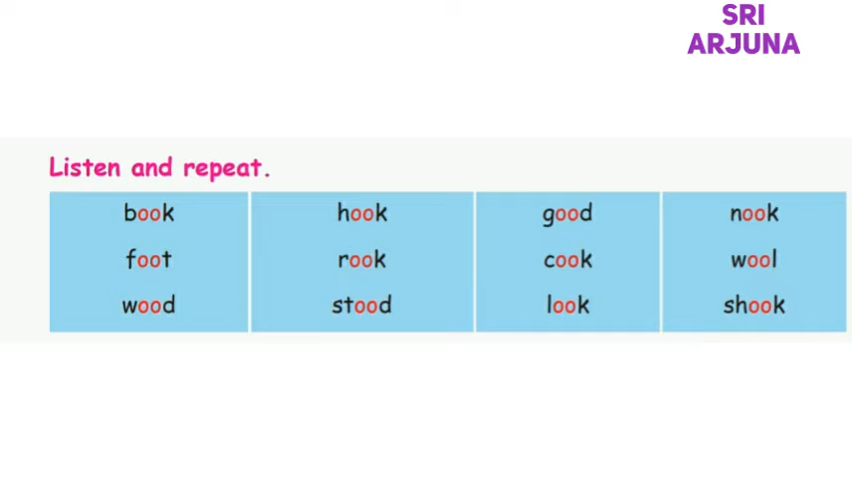 SRI
ARJUNA
Listen and repeat.
book hook good nook
foot rook cook wool
wood stood look shook